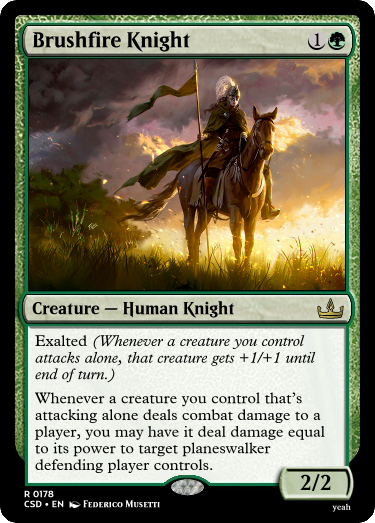 Brushfire Knight 1
Creature — Human Knight
Exalted (Whenever a creature you control
attacks alone, that creature gets +1/+1 until
end of turn.)
Whenever a creature you control that's
attacking alone deals combat damage to a
player, you may have it deal damage equal
to its power to target planeswalker
defending player controls.
2/2
R 0178
CSD • EN Federico Musetti
yeah